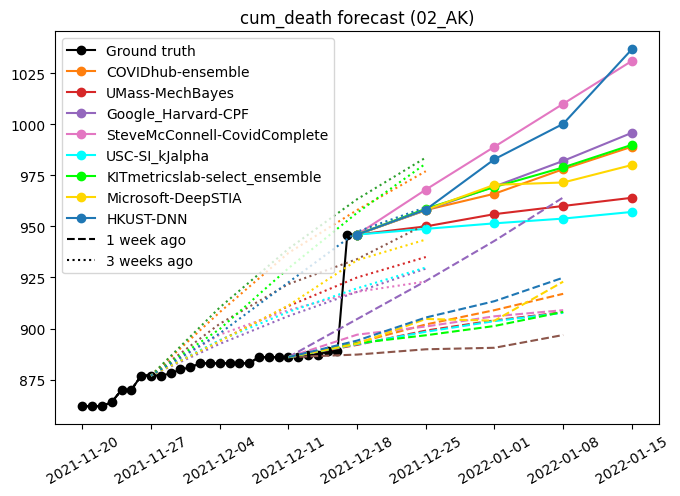 cum_death forecast (02_AK)
Ground truth
COVIDhub-ensemble
UMass-MechBayes
Google_Harvard-CPF
SteveMcConnell-CovidComplete
USC-SI_kJalpha
KITmetricslab-select_ensemble
Microsoft-DeepSTIA
HKUST-DNN
1 week ago
3 weeks ago
1025
1000
975
950
925
900
875
2021-11-20
2021-11-27
2021-12-04
2021-12-11
2021-12-18
2021-12-25
2022-01-01
2022-01-08
2022-01-15